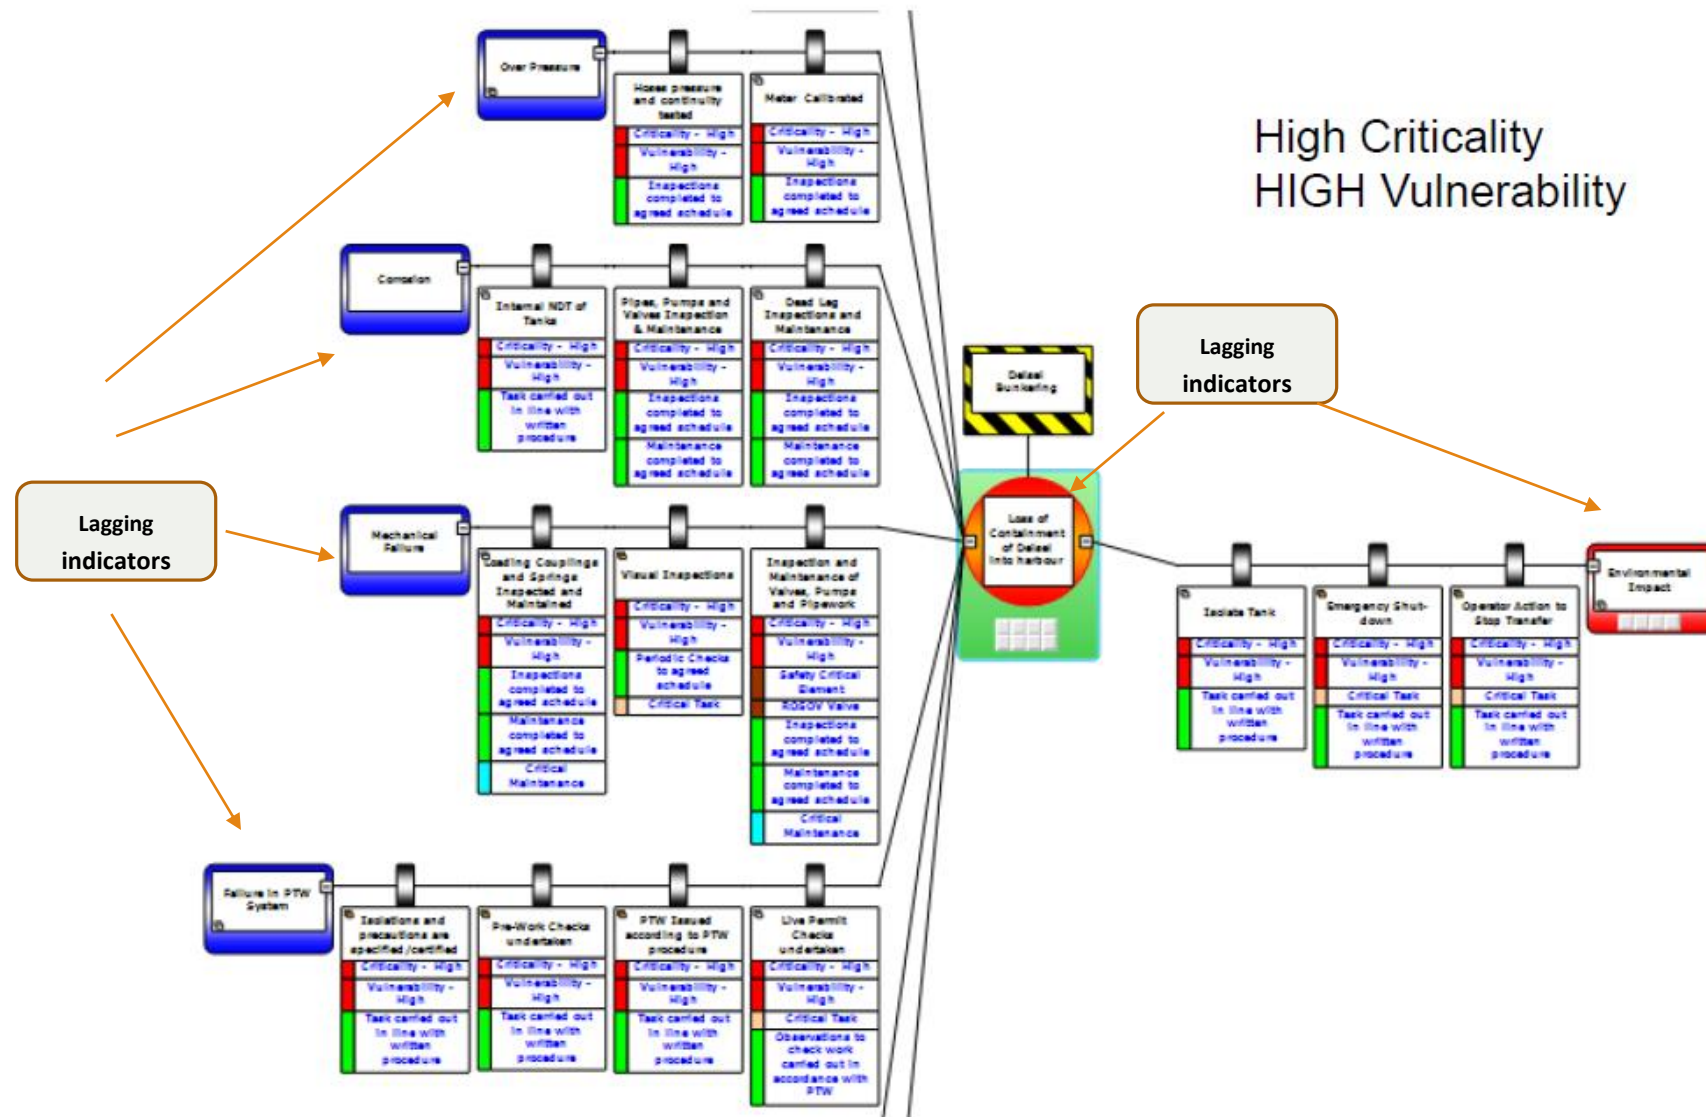 Over Pressure
Hoses pressure
and continuity
tested
Criticality - High
Vulnerability -
High
Inspections
completed to
agreed schedule
Meter Calibrated
Criticality - High
Vulnerability -
High
Inspections
completed to
agreed schedule
High Criticality
HIGH Vulnerability
Corrosion
Internal NDT of
Tanks
Criticality - High
Vulnerability -
High
Task carried out
in line with
written
procedure
Pipes, Pumps and
Valves Inspection
& Maintenance
Criticality - High
Vulnerability -
High
Inspections
completed to
agreed schedule
Maintenance
completed to
agreed schedule
Dead Leg
Inspections and
Maintenance
Criticality - High
Vulnerability -
High
Inspections
completed to
agreed schedule
Maintenance
completed to
agreed schedule
Deisel
Bunkering
Lagging
indicators
Lagging
indicators
Mechanical
Failure
Loading Couplings
and Springs
Inspected and
Maintained
Criticality - High
Vulnerability -
High
Inspections
completed to
agreed schedule
Maintenance
completed to
agreed schedule
Critical
Maintenance
Visual Inspections
Criticality - High
Vulnerability -
High
Periodic Checks
to agreed
schedule
Critical Task
Inspection and
Maintenance of
Valves, Pumps
and Pipework
Criticality - High
Vulnerability -
High
Safety Critical
Element
ROSOV Valve
Inspections
completed to
agreed schedule
Maintenance
completed to
agreed schedule
Critical
Maintenance
Loss of
Containment
of Deisel
into harbour
Isolate Tank
Criticality - High
Vulnerability -
High
Task carried out
in line with
written
procedure
Emergency Shut-
down
Criticality - High
Vulnerability -
High
Critical Task
Task carried out
in line with
written
procedure
Operator Action to
Stop Transfer
Criticality - High
Vulnerability -
High
Critical Task
Task carried out
in line with
written
procedure
Environmental
Impact
Failure in PTW
System
Isolations and
precautions are
specified/certified
Criticality - High
Vulnerability -
High
Task carried out
in line with
written
procedure
Pre-Work Checks
undertaken
Criticality - High
Vulnerability -
High
Task carried out
in line with
written
procedure
PTW Issued
according to PTW
procedure
Criticality - High
Vulnerability -
High
Task carried out
in line with
written
procedure
Live Permit
Checks
undertaken
Criticality - High
Vulnerability -
High
Critical Task
Observations to
check work
carried out in
accordance with
PTW